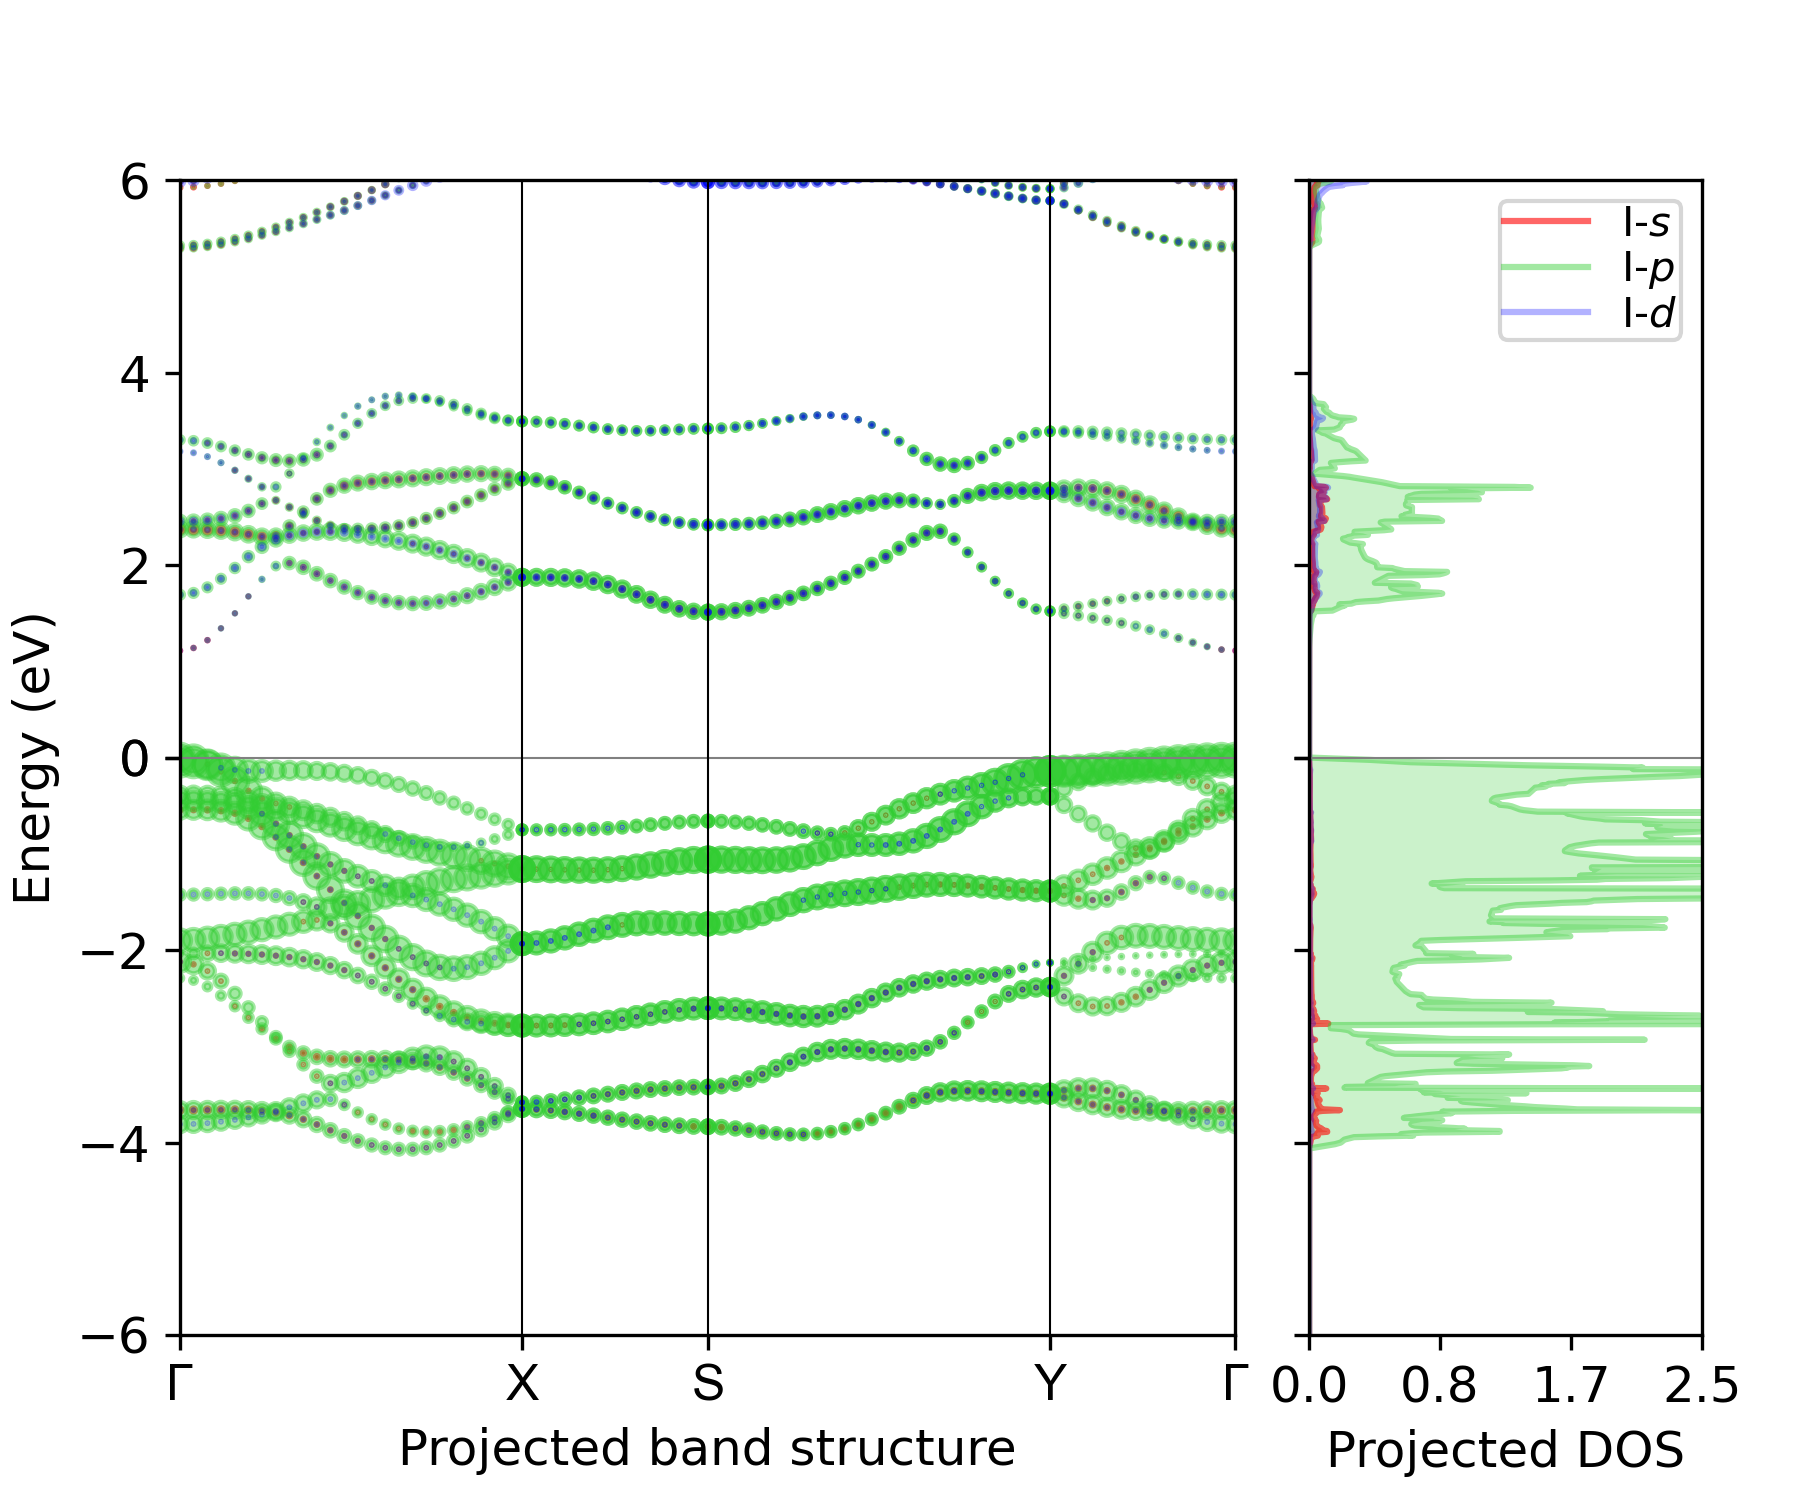 6
4
2
0
−2
−4
−6
Energy (eV)
Γ
X
S
Y
Γ
Projected band structure
I-s
I-p
I-d
0.0
0.8
1.7
2.5
Projected DOS